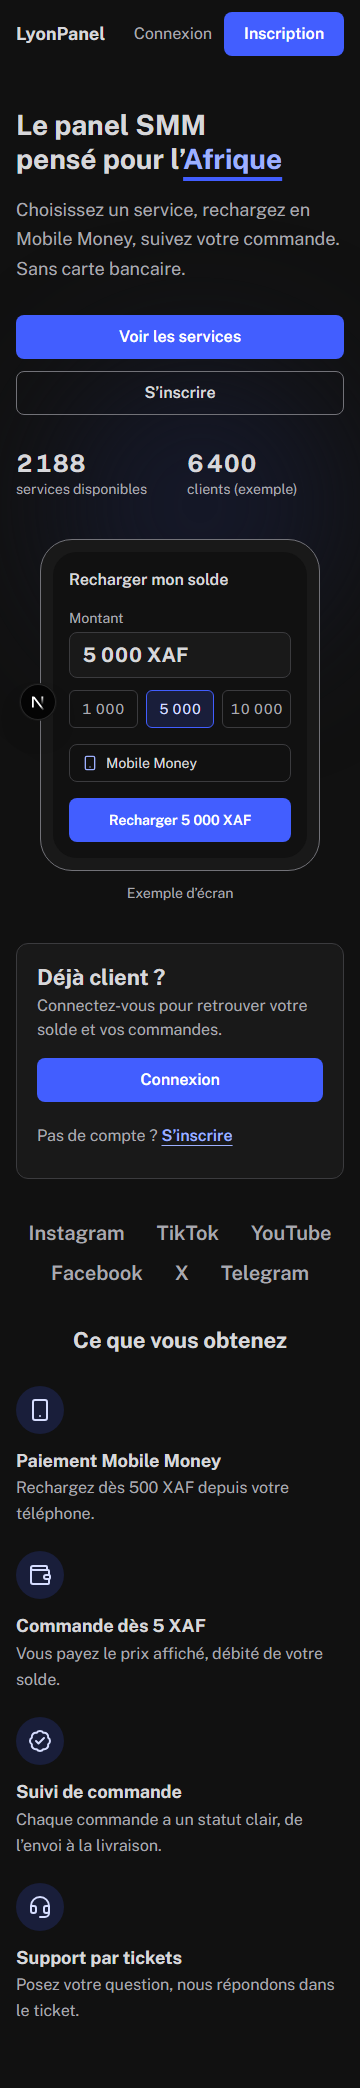 LyonPanel
Connexion
Inscription
Le panel SMM
pensé pour l’Afrique
Choisissez un service, rechargez en
Mobile Money, suivez votre commande.
Sans carte bancaire.
Voir les services
S’inscrire
2 188
services disponibles
6 400
clients (exemple)
Recharger mon solde
Montant
5 000 XAF
1 000
5 000
10 000
Mobile Money
Recharger 5 000 XAF
N
Exemple d’écran
Déjà client ?
Connectez-vous pour retrouver votre
solde et vos commandes.
Connexion
Pas de compte ? S’inscrire
Instagram TikTok YouTube
Facebook X Telegram
Ce que vous obtenez
Paiement Mobile Money
Rechargez dès 500 XAF depuis votre
téléphone.
Commande dès 5 XAF
Vous payez le prix affiché, débité de votre
solde.
Suivi de commande
Chaque commande a un statut clair, de
l’envoi à la livraison.
Support par tickets
Posez votre question, nous répondons dans
le ticket.